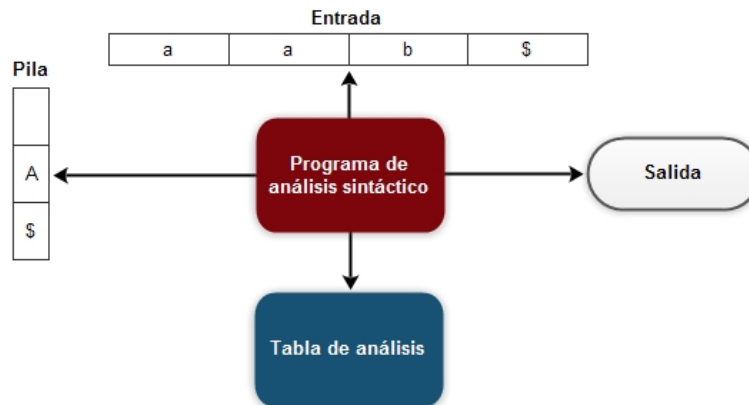 Entrada
a a b $
Pila
A
$
Programa de
análisis sintáctico
Salida
Tabla de análisis